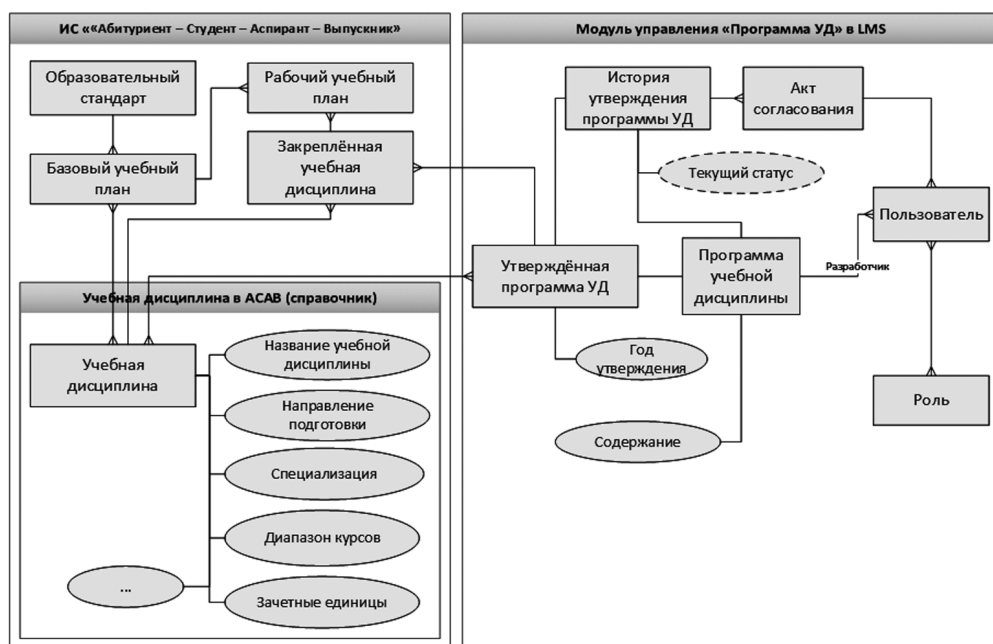 ИС ««Абитуриент – Студент – Аспирант – Выпускник»
Образовательный
стандарт
Рабочий учебный
план
Базовый учебный
план
Закреплённая
учебная
дисциплина
Учебная дисциплина в АСАВ (справочник)
Учебная
дисциплина
Название учебной
дисциплины
Направление
подготовки
Специализация
Диапазон курсов
...
Зачетные единицы
Модуль управления «Программа УД» в LMS
История
утверждения
программы УД
Акт
согласования
Текущий статус
Пользователь
Утверждённая
программа УД
Программа
учебной
дисциплины
Разработчик
Год
утверждения
Содержание
Роль